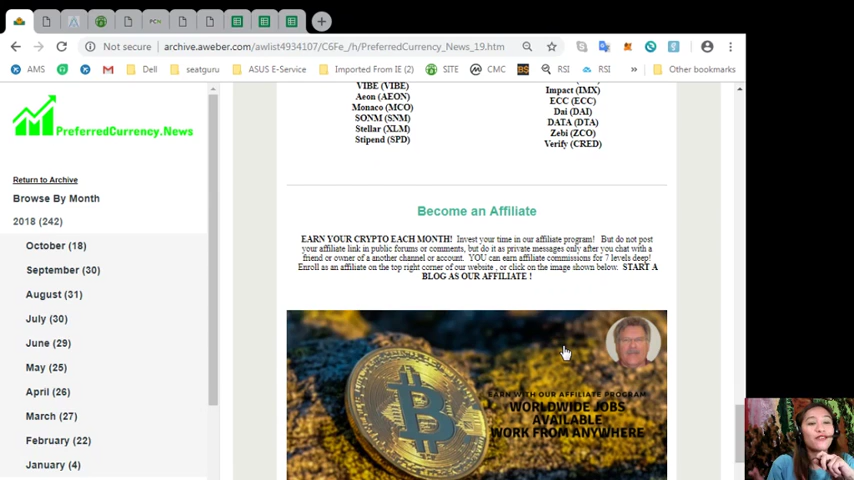 PCN
Not secure | archive.aweber.com/awlist4934107/C6Fe_/h/PreferredCurrency_News_19.htm
AMS
Dell
seatguru
ASUS E-Service
Imported From IE (2)
SITE
CMC
BS
RSI
RSI
»
Other bookmarks
PreferredCurrency.News
Return to Archive
Browse By Month
2018 (242)
October (18)
September (30)
August (31)
July (30)
June (29)
May (25)
April (26)
March (27)
February (22)
January (4)
VIBE (VIBE)
Aeon (AEON)
Monaco (MCO)
SONM (SNM)
Stellar (XLM)
Stipend (SPD)
Impact (IMX)
ECC (ECC)
Dai (DAI)
DATA (DTA)
Zebi (ZCO)
Verify (CRED)
Become an Affiliate
EARN YOUR CRYPTO EACH MONTH! Invest your time in our affiliate program! But do not post
your affiliate link in public forums or comments, but do it as private messages only after you chat with a
friend or owner of a another channel or account. YOU can earn affiliate commissions for 7 levels deep!
Enroll as an affiliate on the top right corner of our website , or click on the image shown below. START A
BLOG AS OUR AFFILIATE !
EARN WITH OUR AFFILIATE PROGRAM
WORLDWIDE JOBS
AVAILABLE
WORK FROM ANYWHERE